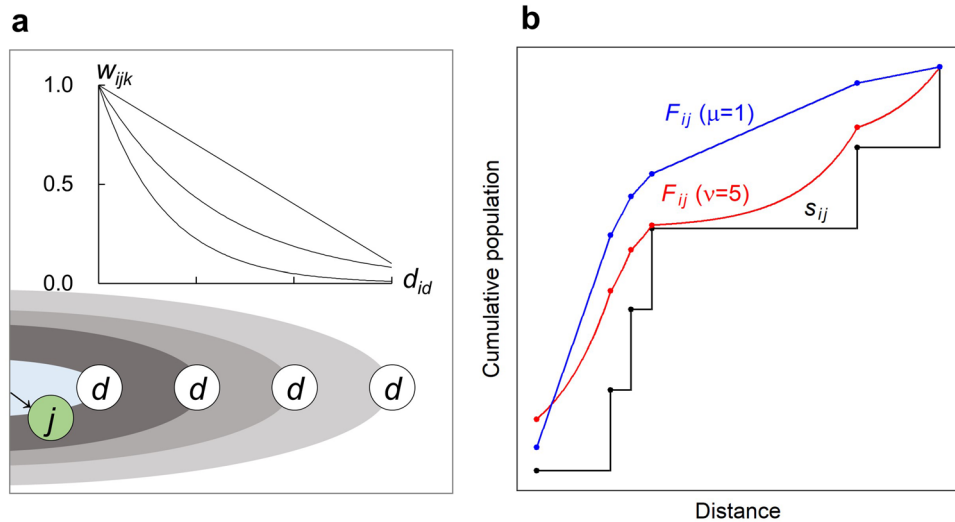 a
w_ijk
1.0
0.5
0.0
d_id
d
d
d
d
j
b
F_ij (μ=1)
F_ij (ν=5)
s_ij
Cumulative population
Distance